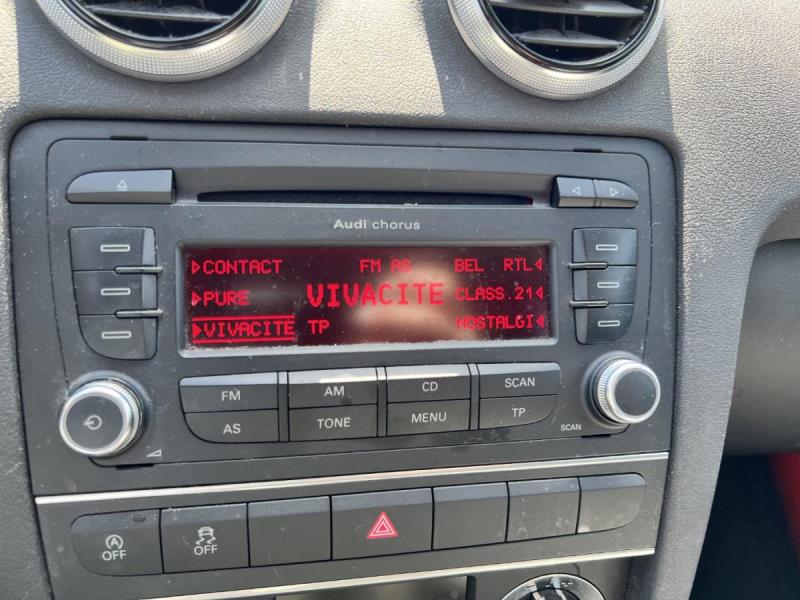 Audi chorus
CONTACT FM AS BEL RTL
PURE VIVACITE CLASS.21
VIVACITE TP NOSTALGI
FM AM CD SCAN
AS TONE MENU TP
SCAN
OFF OFF